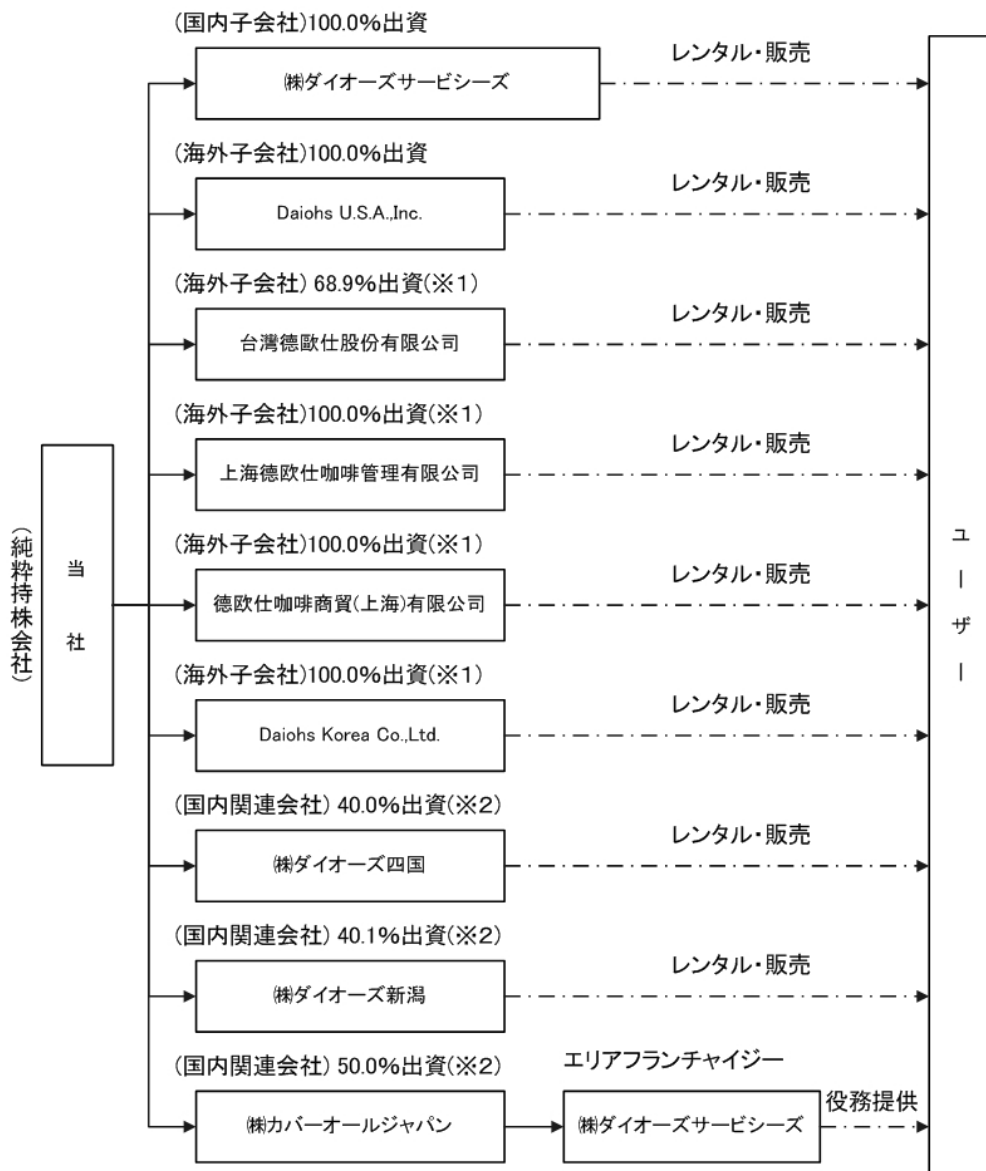 (国内子会社)100.0%出資
㈱ダイオーズサービシーズ
レンタル・販売
(海外子会社)100.0%出資
Daiohs U.S.A.,Inc.
レンタル・販売
(海外子会社) 68.9%出資(※1)
台灣德歐仕股份有限公司
レンタル・販売
(海外子会社)100.0%出資(※1)
上海德欧仕咖啡管理有限公司
レンタル・販売
(海外子会社)100.0%出資(※1)
德欧仕咖啡商貿(上海)有限公司
レンタル・販売
(海外子会社)100.0%出資(※1)
Daiohs Korea Co.,Ltd.
レンタル・販売
(国内関連会社) 40.0%出資(※2)
㈱ダイオーズ四国
レンタル・販売
(国内関連会社) 40.1%出資(※2)
㈱ダイオーズ新潟
レンタル・販売
(国内関連会社) 50.0%出資(※2)
㈱カバーオールジャパン
エリアフランチャイジー
㈱ダイオーズサービシーズ
役務提供
当社
(純粋持株会社)
ユーザー